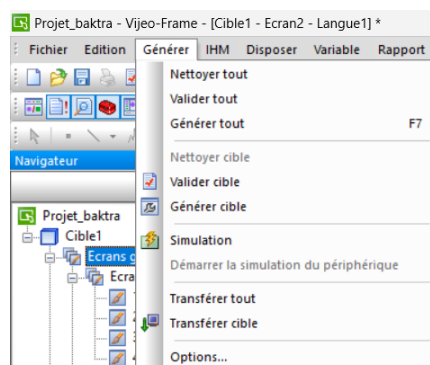 Projet_baktra - Vijeo-Frame - [Cible1 - Ecran2 - Langue1] *
Fichier Edition Générer IHM Disposer Variable Rapport
Nettoyer tout
Valider tout
Générer tout F7
Nettoyer cible
Valider cible
Générer cible
Simulation
Démarrer la simulation du périphérique
Transférer tout
Transférer cible
Options...
Navigateur
Projet_baktra
Cible1
Ecrans g
Ecra